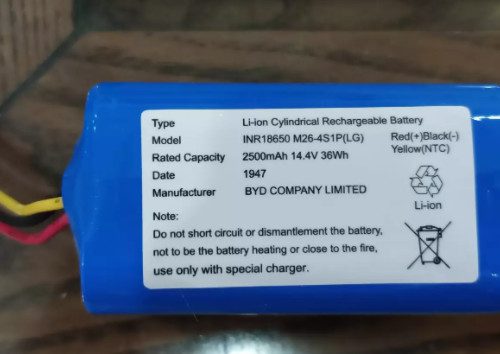 Type Li-ion Cylindrical Rechargeable Battery
Model INR18650 M26-4S1P(LG) Red(+)Black(-)
Yellow(NTC)
Rated Capacity 2500mAh 14.4V 36Wh
Date 1947
Manufacturer BYD COMPANY LIMITED
Li-ion
Note:
Do not short circuit or dismantlement the battery,
not to be the battery heating or close to the fire,
use only with special charger.